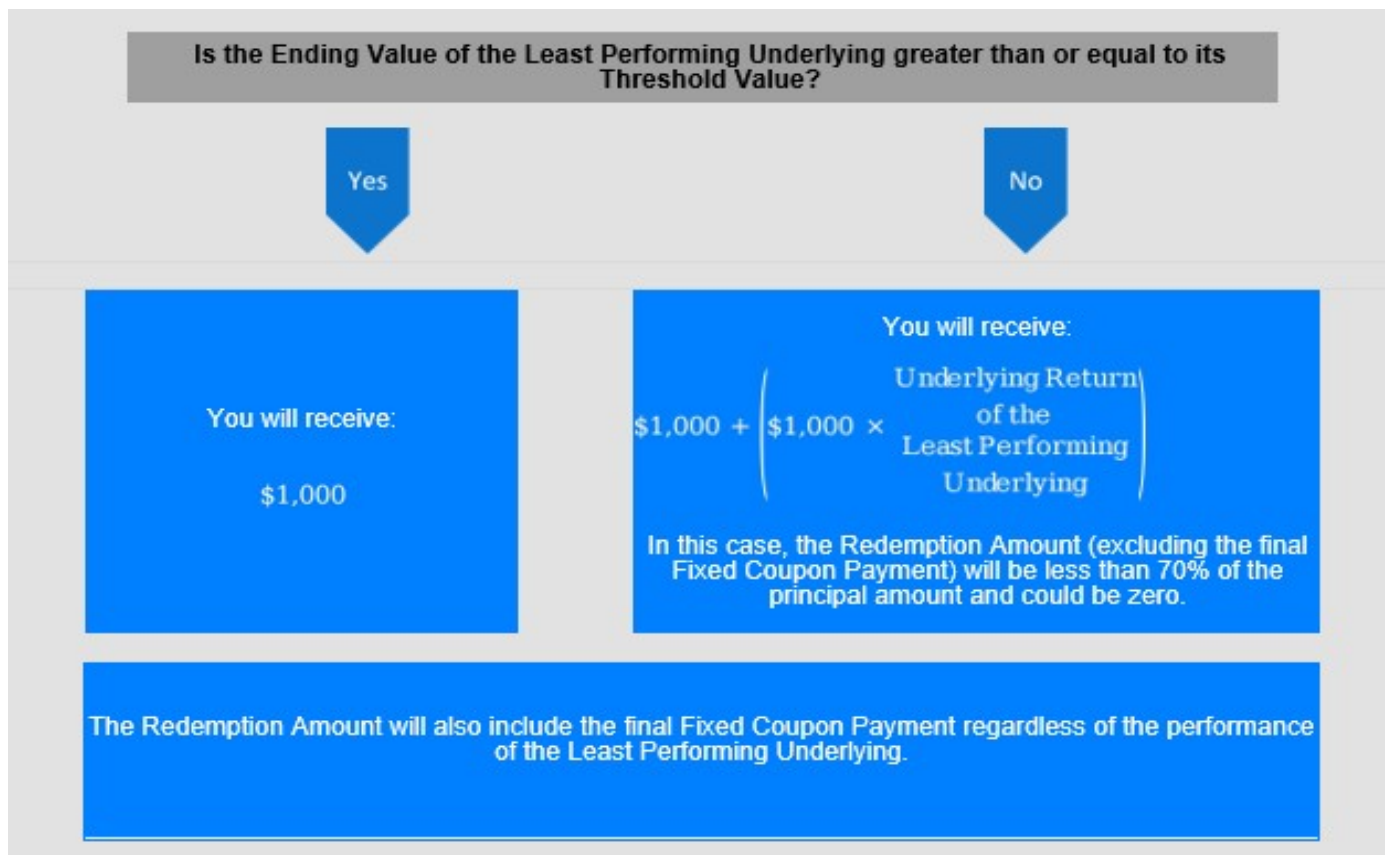 Is the Ending Value of the Least Performing Underlying greater than or equal to its
Threshold Value?
Yes
No
You will receive:
$1,000
You will receive:
Underlying Return
of the
$1,000 + ($1,000 ×
Least Performing
Underlying)
In this case, the Redemption Amount (excluding the final
Fixed Coupon Payment) will be less than 70% of the
principal amount and could be zero.
The Redemption Amount will also include the final Fixed Coupon Payment regardless of the performance
of the Least Performing Underlying.